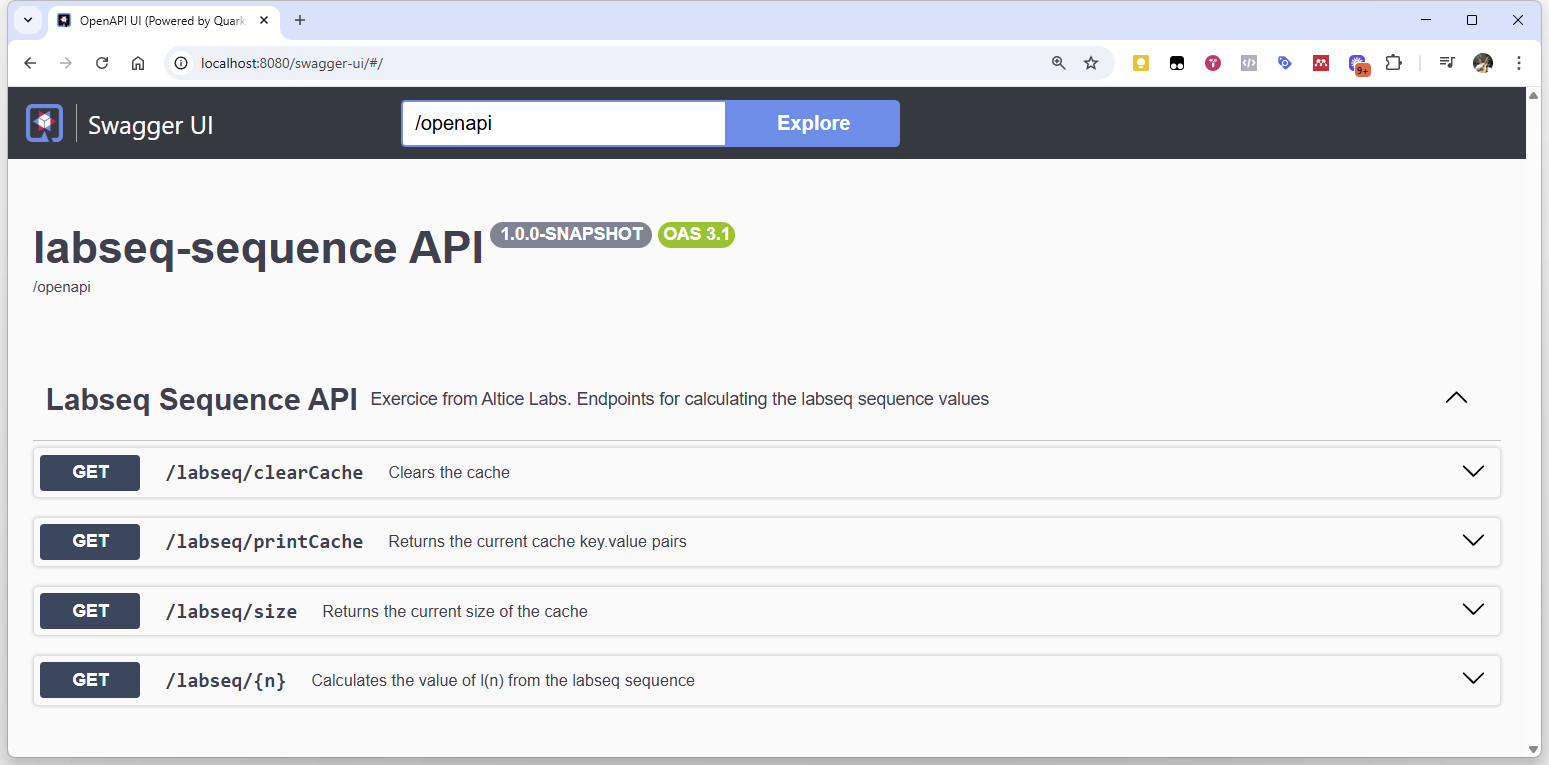 OpenAPI UI (Powered by Quark
localhost:8080/swagger-ui/#/
9+
Swagger UI
/openapi
Explore
labseq-sequence API 1.0.0-SNAPSHOT OAS 3.1
/openapi
Labseq Sequence API Exercice from Altice Labs. Endpoints for calculating the labseq sequence values
GET /labseq/clearCache Clears the cache
GET /labseq/printCache Returns the current cache key.value pairs
GET /labseq/size Returns the current size of the cache
GET /labseq/{n} Calculates the value of l(n) from the labseq sequence